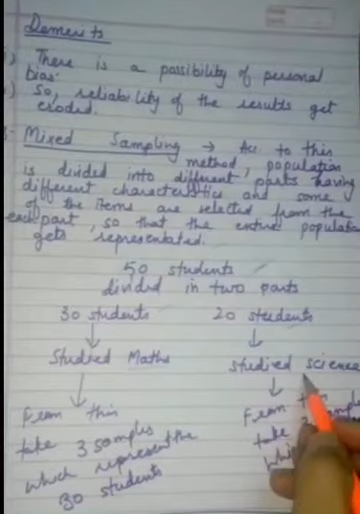 Demerits
i) There is a possibility of personal
bias.
) So, reliability of the results get
eroded.
Mixed Sampling → Acc. to this
method, population
is divided into different parts having
different characterstics and some
of the items are selected from the
each part, so that the entire population
gets represented.
50 students
divided in two parts
30 students 20 students
Studied Maths studied science
From this From this
take 3 samples take
which represent the
30 students